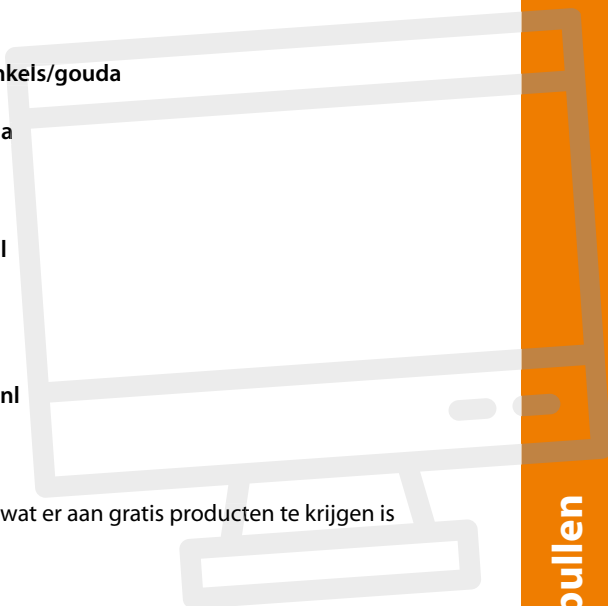 nkels/gouda
a
l
nl
wat er aan gratis producten te krijgen is
pullen